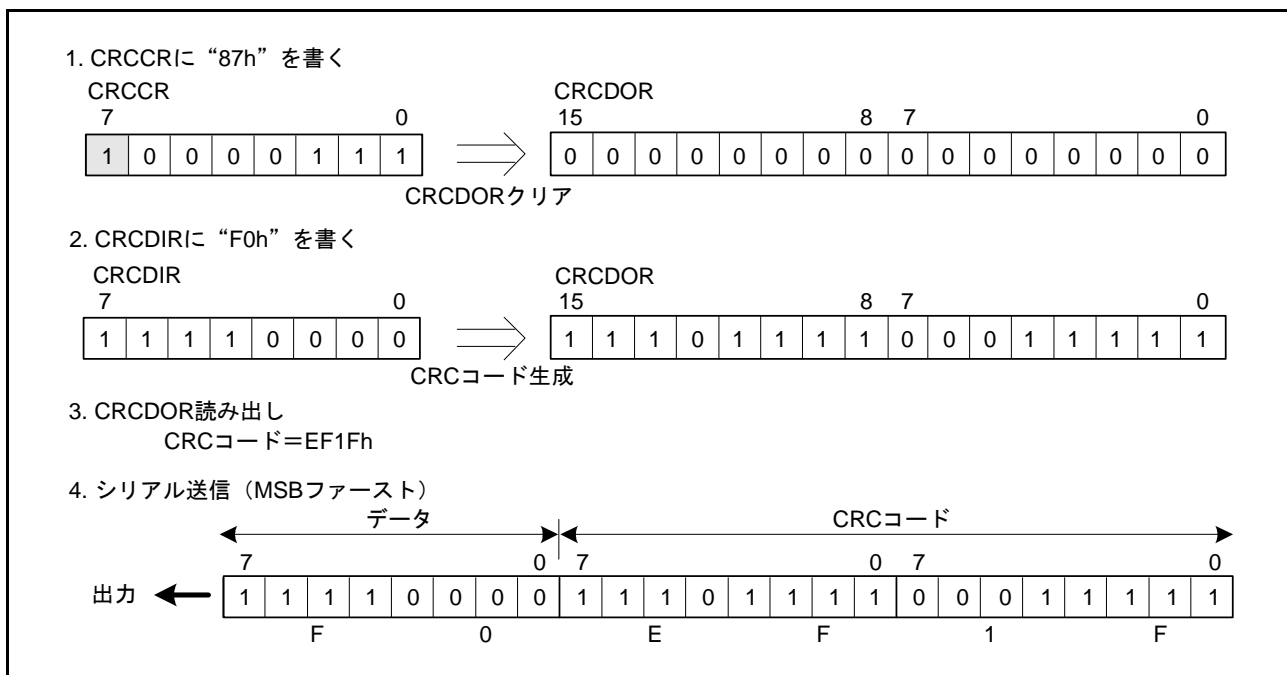 1. CRCCRに“87h”を書く
CRCCR CRCDOR
7 0 15 8 7 0
1 0 0 0 0 1 1 1 0 0 0 0 0 0 0 0 0 0 0 0 0 0 0 0
CRCDORクリア
2. CRCDIRに“F0h”を書く
CRCDIR CRCDOR
7 0 15 8 7 0
1 1 1 1 0 0 0 0 1 1 1 0 1 1 1 1 0 0 0 1 1 1 1 1
CRCコード生成
3. CRCDOR読み出し
CRCコード＝EF1Fh
4. シリアル送信（MSBファースト）
データ CRCコード
7 0 7 0 7 0
出力 1 1 1 1 0 0 0 0 1 1 1 0 1 1 1 1 0 0 0 1 1 1 1 1
F 0 E F 1 F